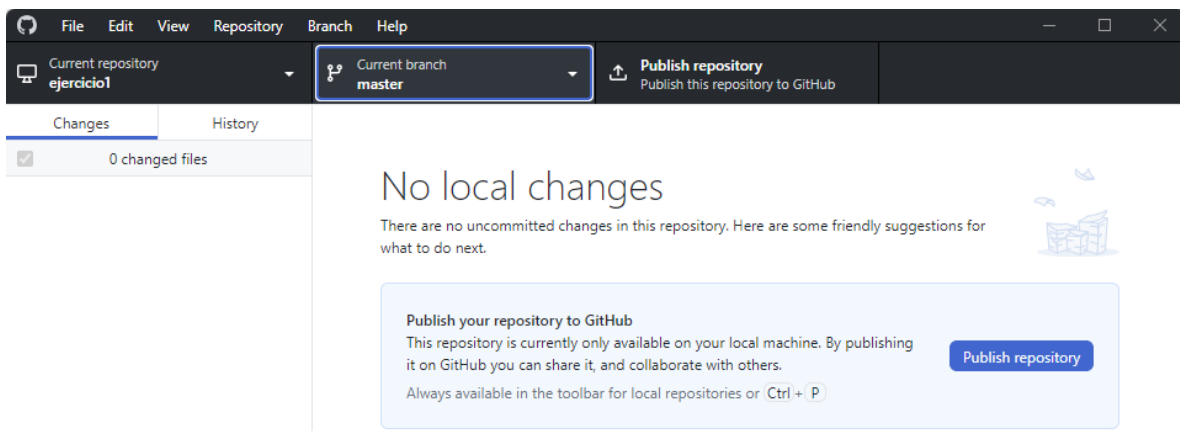 File Edit View Repository Branch Help
Current repository
ejercicio1
Current branch
master
Publish repository
Publish this repository to GitHub
Changes History
0 changed files
No local changes
There are no uncommitted changes in this repository. Here are some friendly suggestions for
what to do next.
Publish your repository to GitHub
This repository is currently only available on your local machine. By publishing
it on GitHub you can share it, and collaborate with others.
Always available in the toolbar for local repositories or Ctrl + P
Publish repository